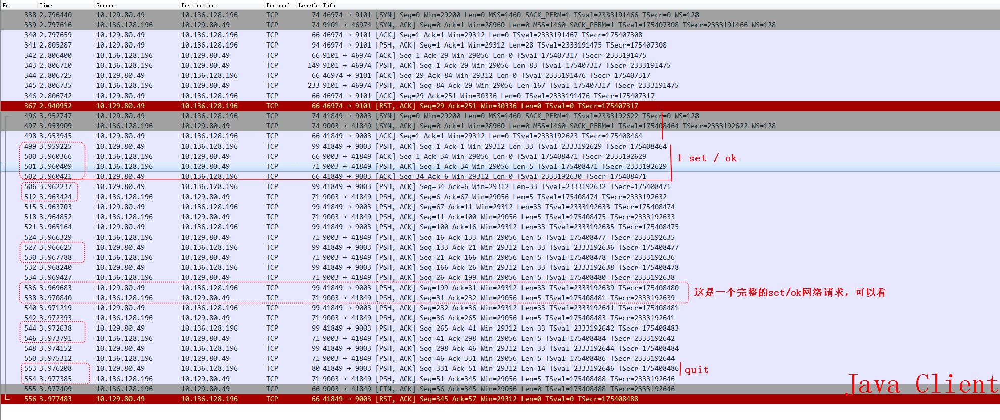 No. Time Source Destination Protocol Length Info
338 2.796440 10.129.80.49 10.136.128.196 TCP 74 46974 → 9101 [SYN] Seq=0 Win=29200 Len=0 MSS=1460 SACK_PERM=1 TSval=2333191466 TSecr=0 WS=128
339 2.797616 10.136.128.196 10.129.80.49 TCP 74 9101 → 46974 [SYN, ACK] Seq=0 Ack=1 Win=28960 Len=0 MSS=1460 SACK_PERM=1 TSval=175407308 TSecr=2333191466 WS=128
340 2.797659 10.129.80.49 10.136.128.196 TCP 66 46974 → 9101 [ACK] Seq=1 Ack=1 Win=29312 Len=0 TSval=2333191467 TSecr=175407308
341 2.805287 10.129.80.49 10.136.128.196 TCP 94 46974 → 9101 [PSH, ACK] Seq=1 Ack=1 Win=29312 Len=28 TSval=2333191475 TSecr=175407308
342 2.806400 10.136.128.196 10.129.80.49 TCP 66 9101 → 46974 [ACK] Seq=1 Ack=29 Win=29056 Len=0 TSval=175407317 TSecr=2333191475
343 2.806710 10.136.128.196 10.129.80.49 TCP 149 9101 → 46974 [PSH, ACK] Seq=1 Ack=29 Win=29056 Len=83 TSval=175407317 TSecr=2333191475
344 2.806725 10.129.80.49 10.136.128.196 TCP 66 46974 → 9101 [ACK] Seq=29 Ack=84 Win=29312 Len=0 TSval=2333191476 TSecr=175407317
345 2.806735 10.136.128.196 10.129.80.49 TCP 233 9101 → 46974 [PSH, ACK] Seq=84 Ack=29 Win=29056 Len=167 TSval=175407317 TSecr=2333191475
346 2.806742 10.129.80.49 10.136.128.196 TCP 66 46974 → 9101 [ACK] Seq=29 Ack=251 Win=30336 Len=0 TSval=2333191476 TSecr=175407317
367 2.940952 10.129.80.49 10.136.128.196 TCP 66 46974 → 9101 [RST, ACK] Seq=29 Ack=251 Win=30336 Len=0 TSval=0 TSecr=175407317
496 3.952747 10.129.80.49 10.136.128.196 TCP 74 41849 → 9003 [SYN] Seq=0 Win=29200 Len=0 MSS=1460 SACK_PERM=1 TSval=2333192622 TSecr=0 WS=128
497 3.953909 10.136.128.196 10.129.80.49 TCP 74 9003 → 41849 [SYN, ACK] Seq=0 Ack=1 Win=28960 Len=0 MSS=1460 SACK_PERM=1 TSval=175408464 TSecr=2333192622 WS=128
498 3.953945 10.129.80.49 10.136.128.196 TCP 66 41849 → 9003 [ACK] Seq=1 Ack=1 Win=29312 Len=0 TSval=2333192623 TSecr=175408464
499 3.959225 10.129.80.49 10.136.128.196 TCP 99 41849 → 9003 [PSH, ACK] Seq=1 Ack=1 Win=29312 Len=33 TSval=2333192629 TSecr=175408464
500 3.960366 10.136.128.196 10.129.80.49 TCP 66 9003 → 41849 [ACK] Seq=1 Ack=34 Win=29056 Len=0 TSval=175408471 TSecr=2333192629
1 set / ok
501 3.960409 10.136.128.196 10.129.80.49 TCP 71 9003 → 41849 [PSH, ACK] Seq=1 Ack=34 Win=29056 Len=5 TSval=175408471 TSecr=2333192629
502 3.960421 10.129.80.49 10.136.128.196 TCP 66 41849 → 9003 [ACK] Seq=34 Ack=6 Win=29312 Len=0 TSval=2333192630 TSecr=175408471
506 3.962237 10.129.80.49 10.136.128.196 TCP 99 41849 → 9003 [PSH, ACK] Seq=34 Ack=6 Win=29312 Len=33 TSval=2333192632 TSecr=175408471
512 3.963424 10.136.128.196 10.129.80.49 TCP 71 9003 → 41849 [PSH, ACK] Seq=6 Ack=67 Win=29056 Len=5 TSval=175408474 TSecr=2333192632
515 3.963703 10.129.80.49 10.136.128.196 TCP 99 41849 → 9003 [PSH, ACK] Seq=67 Ack=11 Win=29312 Len=33 TSval=2333192633 TSecr=175408474
518 3.964852 10.136.128.196 10.129.80.49 TCP 71 9003 → 41849 [PSH, ACK] Seq=11 Ack=100 Win=29056 Len=5 TSval=175408475 TSecr=2333192633
521 3.965164 10.129.80.49 10.136.128.196 TCP 99 41849 → 9003 [PSH, ACK] Seq=100 Ack=16 Win=29312 Len=33 TSval=2333192635 TSecr=175408475
524 3.966329 10.136.128.196 10.129.80.49 TCP 71 9003 → 41849 [PSH, ACK] Seq=16 Ack=133 Win=29056 Len=5 TSval=175408477 TSecr=2333192635
527 3.966625 10.129.80.49 10.136.128.196 TCP 99 41849 → 9003 [PSH, ACK] Seq=133 Ack=21 Win=29312 Len=33 TSval=2333192636 TSecr=175408477
530 3.967788 10.136.128.196 10.129.80.49 TCP 71 9003 → 41849 [PSH, ACK] Seq=21 Ack=166 Win=29056 Len=5 TSval=175408478 TSecr=2333192636
532 3.968240 10.129.80.49 10.136.128.196 TCP 99 41849 → 9003 [PSH, ACK] Seq=166 Ack=26 Win=29312 Len=33 TSval=2333192638 TSecr=175408478
534 3.969427 10.136.128.196 10.129.80.49 TCP 71 9003 → 41849 [PSH, ACK] Seq=26 Ack=199 Win=29056 Len=5 TSval=175408480 TSecr=2333192638
536 3.969683 10.129.80.49 10.136.128.196 TCP 99 41849 → 9003 [PSH, ACK] Seq=199 Ack=31 Win=29312 Len=33 TSval=2333192639 TSecr=175408480
这是一个完整的set/ok网络请求，可以看
538 3.970840 10.136.128.196 10.129.80.49 TCP 71 9003 → 41849 [PSH, ACK] Seq=31 Ack=232 Win=29056 Len=5 TSval=175408481 TSecr=2333192639
540 3.971219 10.129.80.49 10.136.128.196 TCP 99 41849 → 9003 [PSH, ACK] Seq=232 Ack=36 Win=29312 Len=33 TSval=2333192641 TSecr=175408481
542 3.972393 10.136.128.196 10.129.80.49 TCP 71 9003 → 41849 [PSH, ACK] Seq=36 Ack=265 Win=29056 Len=5 TSval=175408483 TSecr=2333192641
544 3.972638 10.129.80.49 10.136.128.196 TCP 99 41849 → 9003 [PSH, ACK] Seq=265 Ack=41 Win=29312 Len=33 TSval=2333192642 TSecr=175408483
546 3.973791 10.136.128.196 10.129.80.49 TCP 71 9003 → 41849 [PSH, ACK] Seq=41 Ack=298 Win=29056 Len=5 TSval=175408484 TSecr=2333192642
548 3.974152 10.129.80.49 10.136.128.196 TCP 99 41849 → 9003 [PSH, ACK] Seq=298 Ack=46 Win=29312 Len=33 TSval=2333192644 TSecr=175408484
550 3.975312 10.136.128.196 10.129.80.49 TCP 71 9003 → 41849 [PSH, ACK] Seq=46 Ack=331 Win=29056 Len=5 TSval=175408486 TSecr=2333192644
553 3.976208 10.129.80.49 10.136.128.196 TCP 80 41849 → 9003 [PSH, ACK] Seq=331 Ack=51 Win=29312 Len=14 TSval=2333192646 TSecr=175408486
quit
554 3.977385 10.136.128.196 10.129.80.49 TCP 71 9003 → 41849 [PSH, ACK] Seq=51 Ack=345 Win=29056 Len=5 TSval=175408488 TSecr=2333192646
555 3.977409 10.136.128.196 10.129.80.49 TCP 66 9003 → 41849 [FIN, ACK] Seq=56 Ack=345 Win=29056 Len=0 TSval=175408488 TSecr=2333192646
Java Client
556 3.977483 10.129.80.49 10.136.128.196 TCP 66 41849 → 9003 [RST, ACK] Seq=345 Ack=57 Win=29312 Len=0 TSval=0 TSecr=175408488